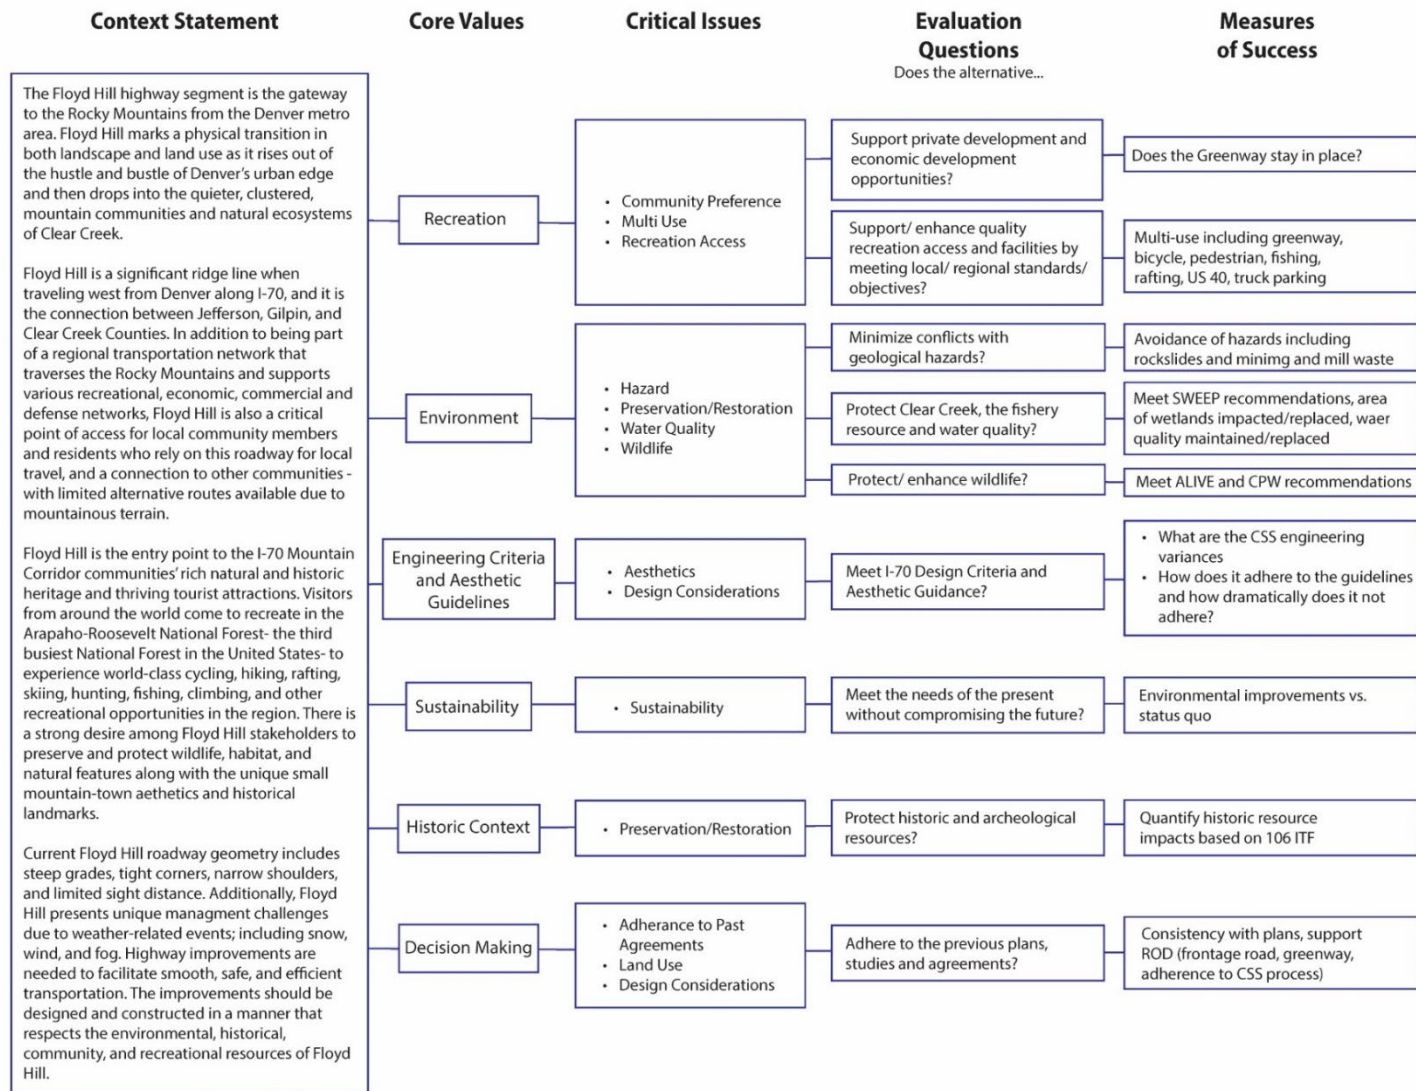 Context Statement
Core Values
Critical Issues
Evaluation
Questions
Does the alternative...
Measures
of Success
The Floyd Hill highway segment is the gateway
to the Rocky Mountains from the Denver metro
area. Floyd Hill marks a physical transition in
both landscape and land use as it rises out of
the hustle and bustle of Denver's urban edge
and then drops into the quieter, clustered,
mountain communities and natural ecosystems
of Clear Creek.
Floyd Hill is a significant ridge line when
traveling west from Denver along I-70, and it is
the connection between Jefferson, Gilpin, and
Clear Creek Counties. In addition to being part
of a regional transportation network that
traverses the Rocky Mountains and supports
various recreational, economic, commercial and
defense networks, Floyd Hill is also a critical
point of access for local community members
and residents who rely on this roadway for local
travel, and a connection to other communities -
with limited alternative routes available due to
mountainous terrain.
Floyd Hill is the entry point to the I-70 Mountain
Corridor communities' rich natural and historic
heritage and thriving tourist attractions. Visitors
from around the world come to recreate in the
Arapaho-Roosevelt National Forest- the third
busiest National Forest in the United States- to
experience world-class cycling, hiking, rafting,
skiing, hunting, fishing, climbing, and other
recreational opportunities in the region. There is
a strong desire among Floyd Hill stakeholders to
preserve and protect wildlife, habitat, and
natural features along with the unique small
mountain-town aethetics and historical
landmarks.
Current Floyd Hill roadway geometry includes
steep grades, tight corners, narrow shoulders,
and limited sight distance. Additionally, Floyd
Hill presents unique managment challenges
due to weather-related events; including snow,
wind, and fog. Highway improvements are
needed to facilitate smooth, safe, and efficient
transportation. The improvements should be
designed and constructed in a manner that
respects the environmental, historical,
community, and recreational resources of Floyd
Hill.
Recreation
• Community Preference
• Multi Use
• Recreation Access
Support private development and
economic development
opportunities?
Does the Greenway stay in place?
Support/ enhance quality
recreation access and facilities by
meeting local/ regional standards/
objectives?
Multi-use including greenway,
bicycle, pedestrian, fishing,
rafting, US 40, truck parking
Environment
• Hazard
• Preservation/Restoration
• Water Quality
• Wildlife
Minimize conflicts with
geological hazards?
Avoidance of hazards including
rockslides and minimg and mill waste
Protect Clear Creek, the fishery
resource and water quality?
Meet SWEEP recommendations, area
of wetlands impacted/replaced, waer
quality maintained/replaced
Protect/ enhance wildlife?
Meet ALIVE and CPW recommendations
Engineering Criteria
and Aesthetic
Guidelines
• Aesthetics
• Design Considerations
Meet I-70 Design Criteria and
Aesthetic Guidance?
• What are the CSS engineering
variances
• How does it adhere to the guidelines
and how dramatically does it not
adhere?
Sustainability
• Sustainability
Meet the needs of the present
without compromising the future?
Environmental improvements vs.
status quo
Historic Context
• Preservation/Restoration
Protect historic and archeological
resources?
Quantify historic resource
impacts based on 106 ITF
Decision Making
• Adherance to Past
Agreements
• Land Use
• Design Considerations
Adhere to the previous plans,
studies and agreements?
Consistency with plans, support
ROD (frontage road, greenway,
adherence to CSS process)